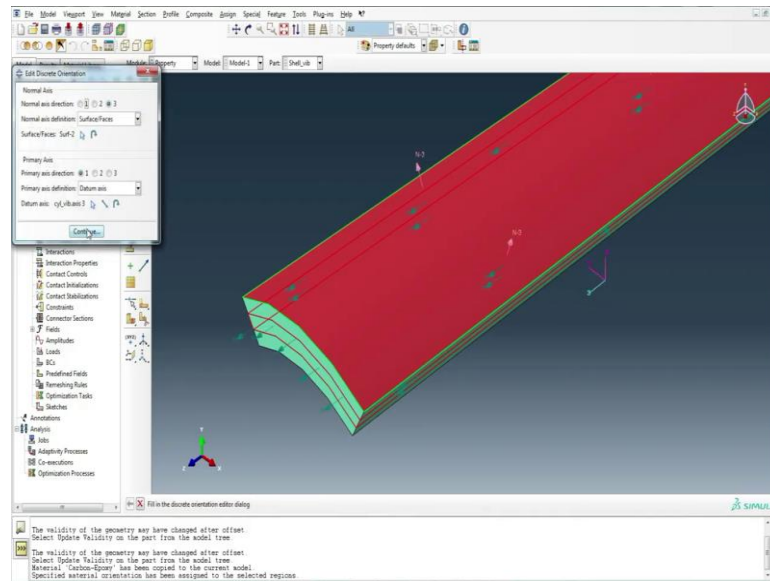 File Model Viewport View Material Section Profile Composite Assign Special Feature Tools Plug-ins Help
All
Property defaults
Module: Property Model: Model-1 Part: Shell_vib
Edit Discrete Orientation
Normal Axis
Normal axis direction: 1 2 3
Normal axis definition: Surface/Faces
Surface/Faces: Surf-2
Primary Axis
Primary axis direction: 1 2 3
Primary axis definition: Datum axis
Datum axis: cyl_vib.axis 3
Continue...
N-3
N-3
Interactions
Interaction Properties
Contact Controls
Contact Initializations
Contact Stabilizations
Constraints
Connector Sections
Fields
Amplitudes
Loads
BCs
Predefined Fields
Remeshing Rules
Optimization Tasks
Sketches
Annotations
Analysis
Jobs
Adaptivity Processes
Co-executions
Optimization Processes
Y
Z X
Fill in the discrete orientation editor dialog
SIMUL
The validity of the geometry may have changed after offset
Select Update Validity on the part from the model tree
The validity of the geometry may have changed after offset
Select Update Validity on the part from the model tree
Material 'Carbon-Epoxy' has been copied to the current model
Specified material orientation has been assigned to the selected regions.